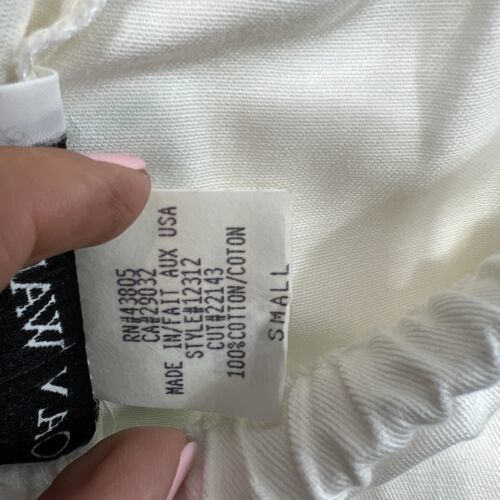 RN#43805
CA#29032
MADE IN/FAIT AUX USA
STYLE#12312
CUT#22143
100%COTTON/COTON
SMALL